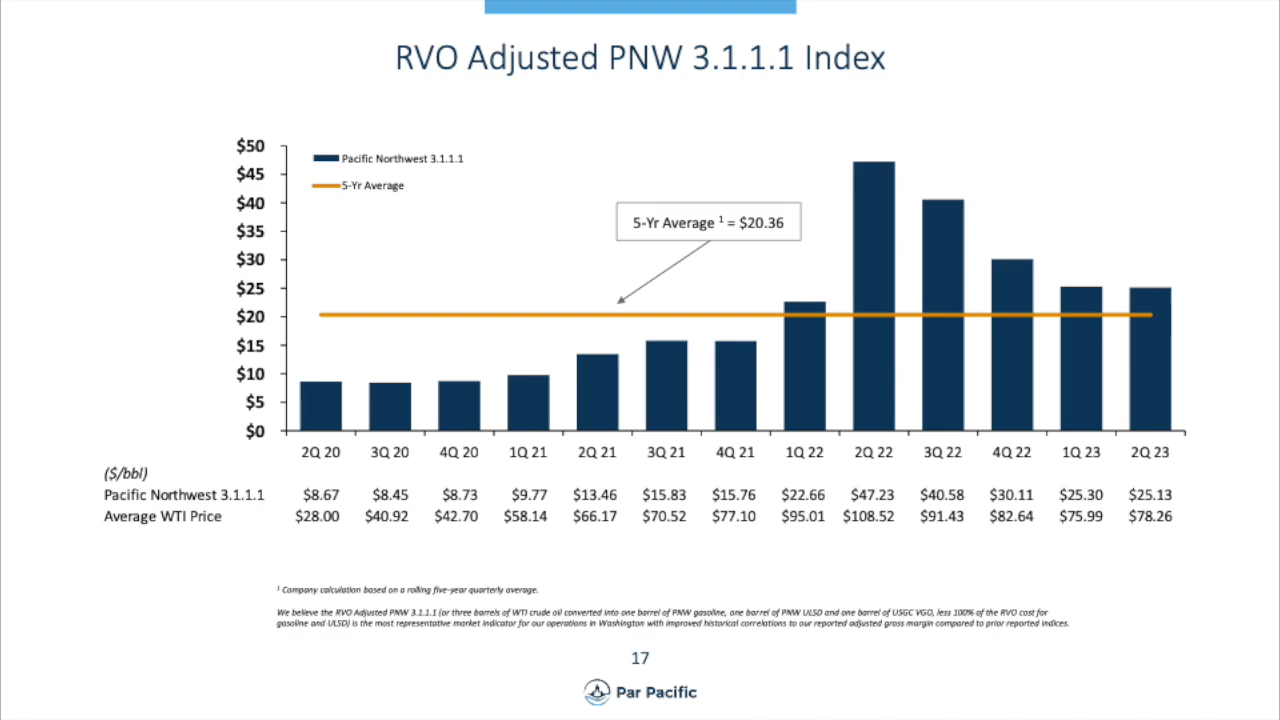 RVO Adjusted PNW 3.1.1.1 Index
$50
$45
$40
$35
$30
$25
$20
$15
$10
$5
$0
Pacific Northwest 3.1.1.1
5-Yr Average
5-Yr Average ¹ = $20.36
2Q 20 3Q 20 4Q 20 1Q 21 2Q 21 3Q 21 4Q 21 1Q 22 2Q 22 3Q 22 4Q 22 1Q 23 2Q 23
($/bbl)
Pacific Northwest 3.1.1.1 $8.67 $8.45 $8.73 $9.77 $13.46 $15.83 $15.76 $22.66 $47.23 $40.58 $30.11 $25.30 $25.13
Average WTI Price $28.00 $40.92 $42.70 $58.14 $66.17 $70.52 $77.10 $95.01 $108.52 $91.43 $82.64 $75.99 $78.26
¹ Company calculation based on a rolling five-year quarterly average.
We believe the RVO Adjusted PNW 3.1.1.1 (or three barrels of WTI crude oil converted into one barrel of PNW gasoline, one barrel of PNW ULSD and one barrel of USGC VGO, less 100% of the RVO cost for
gasoline and ULSD) is the most representative market indicator for our operations in Washington with improved historical correlations to our reported adjusted gross margin compared to prior reported indices.
17
Par Pacific